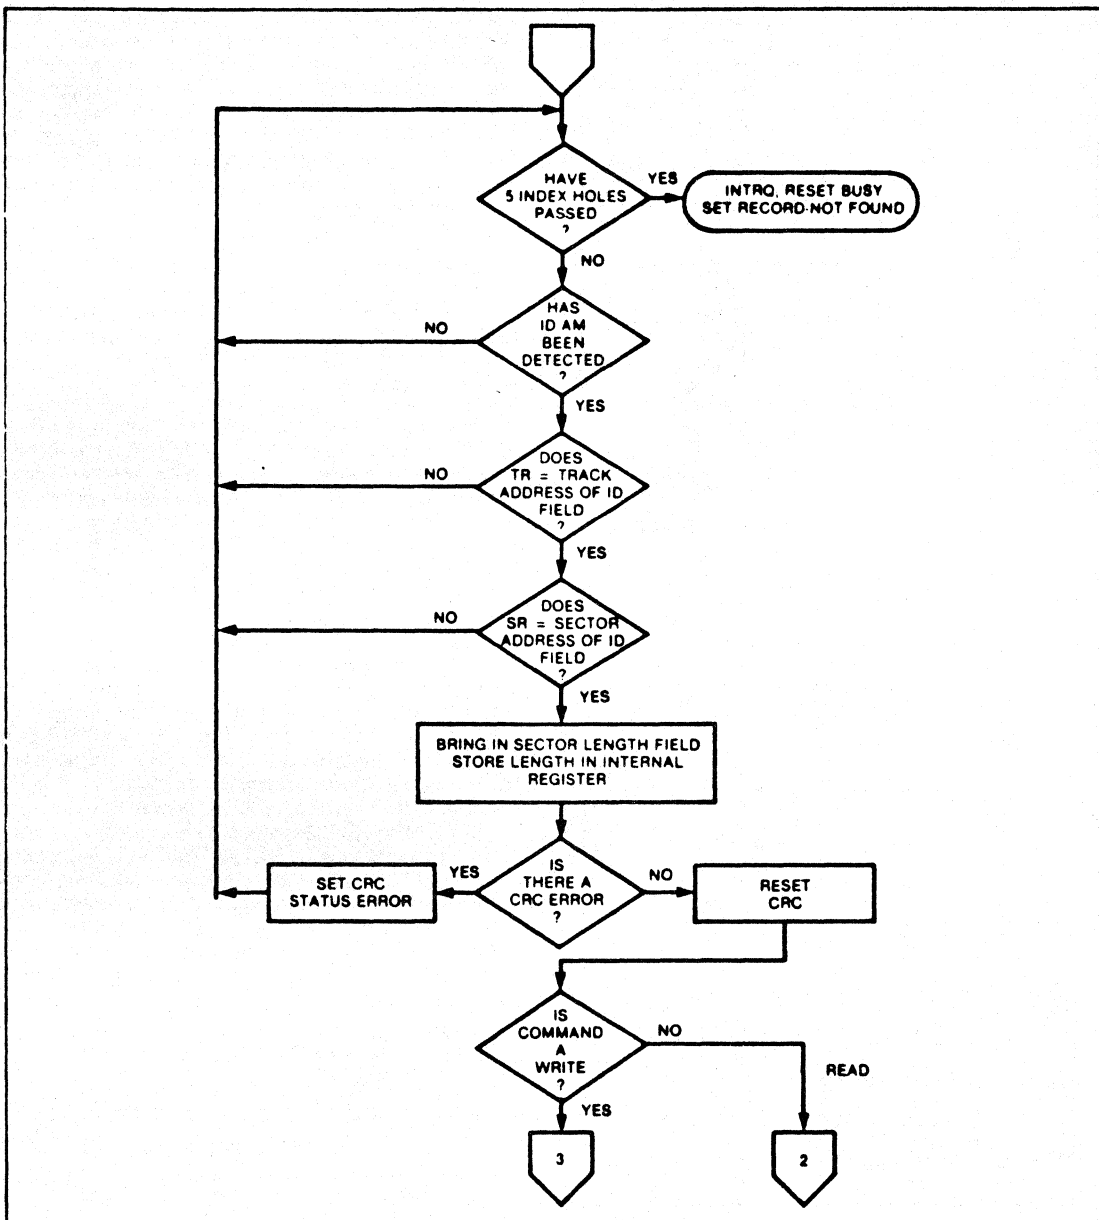 HAVE
5 INDEX HOLES
PASSED
?
YES
INTRQ, RESET BUSY
SET RECORD-NOT FOUND
NO
HAS
ID AM
BEEN
DETECTED
?
NO
YES
DOES
TR = TRACK
ADDRESS OF ID
FIELD
?
NO
YES
DOES
SR = SECTOR
ADDRESS OF ID
FIELD
?
NO
YES
BRING IN SECTOR LENGTH FIELD
STORE LENGTH IN INTERNAL
REGISTER
IS
THERE A
CRC ERROR
?
YES
SET CRC
STATUS ERROR
NO
RESET
CRC
IS
COMMAND
A
WRITE
?
NO
READ
YES
3
2